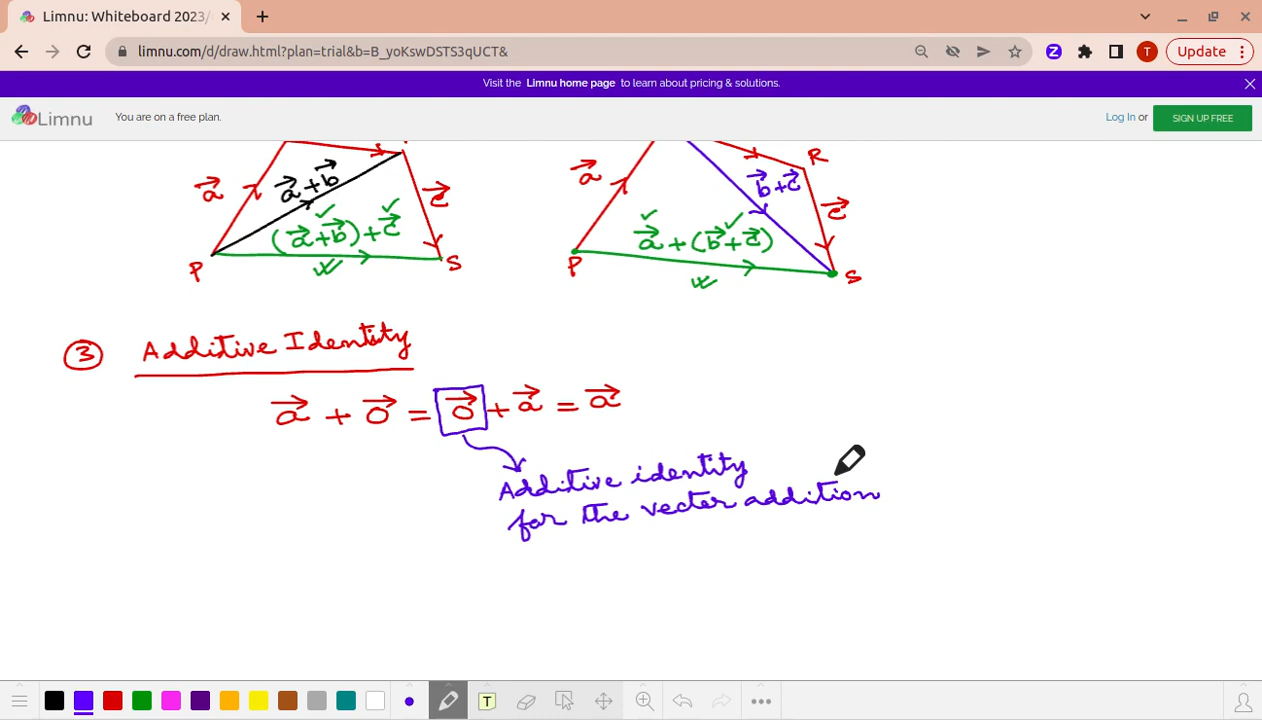 Limnu: Whiteboard 2023/
limnu.com/d/draw.html?plan=trial&b=B_yoKswDSTS3qUCT&
Z
T
Update
Visit the Limnu home page to learn about pricing & solutions.
Limnu
You are on a free plan.
Log In or
SIGN UP FREE
a⃗
a⃗+b⃗
c⃗
(a⃗+b⃗)+c⃗
P
S
a⃗
R
b⃗+c⃗
c⃗
a⃗+(b⃗+c⃗)
P
S
3 Additive Identity
a⃗ + 0⃗ = 0⃗ + a⃗ = a⃗
Additive identity
for the vector addition
T